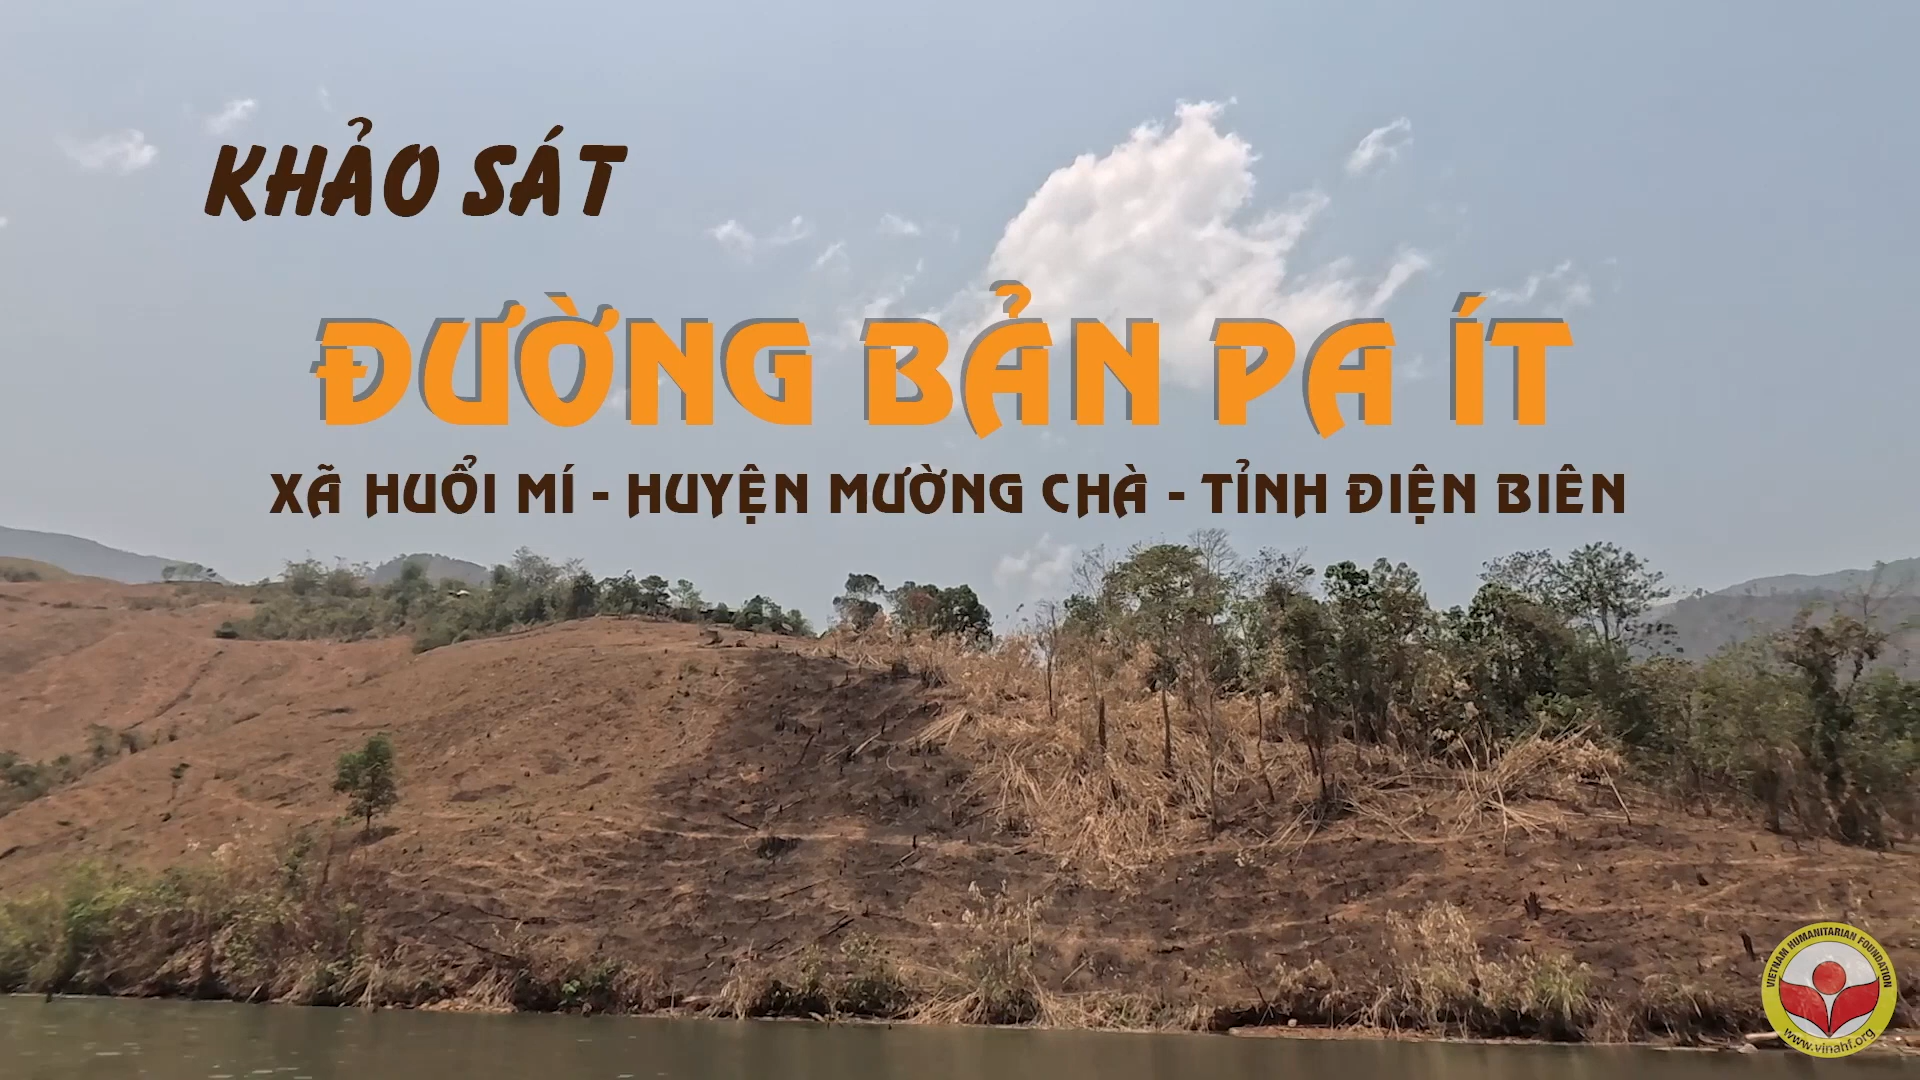 KHẢO SÁT
ĐƯỜNG BẢN PA ÍT
XÃ HUỔI MÍ - HUYỆN MƯỜNG CHÀ - TỈNH ĐIỆN BIÊN
VIETNAM HUMANITARIAN FOUNDATION
www.vinahf.org